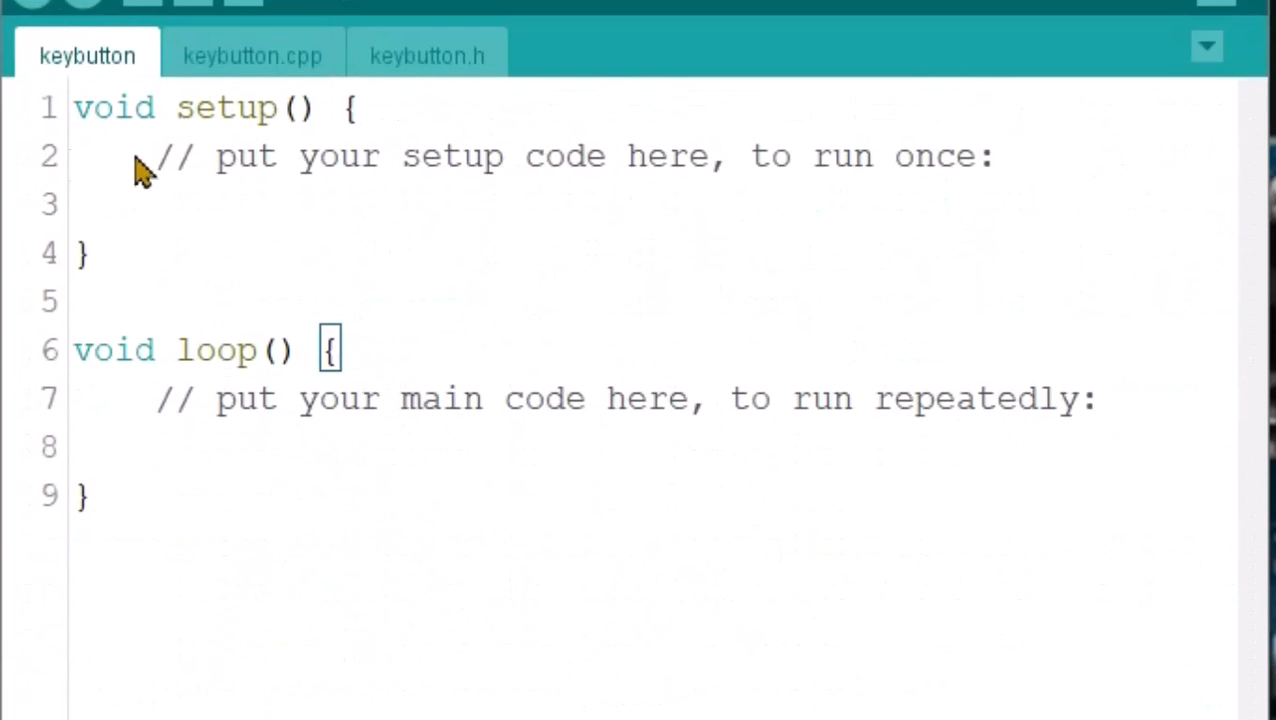 keybutton keybutton.cpp keybutton.h
1 void setup() {
2 // put your setup code here, to run once:
3
4 }
5
6 void loop() {
7 // put your main code here, to run repeatedly:
8
9 }